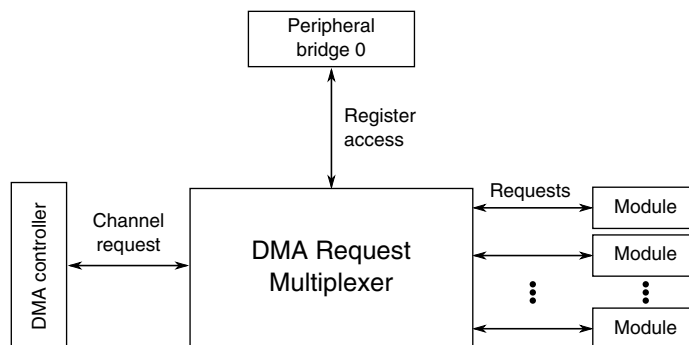 Peripheral
bridge 0
Register
access
DMA controller
Channel
request
DMA Request
Multiplexer
Requests
Module
Module
Module